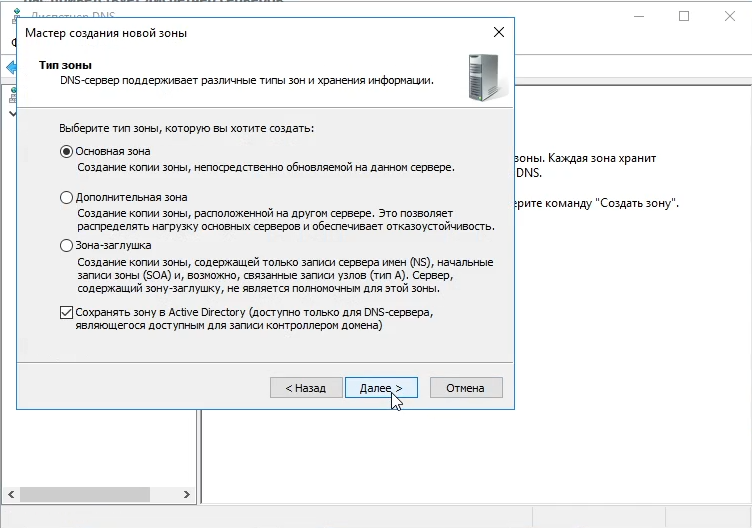 Диспетчер DNS
Мастер создания новой зоны
Тип зоны
DNS-сервер поддерживает различные типы зон и хранения информации.
Выберите тип зоны, которую вы хотите создать:
Основная зона
Создание копии зоны, непосредственно обновляемой на данном сервере.
Дополнительная зона
Создание копии зоны, расположенной на другом сервере. Это позволяет
распределять нагрузку основных серверов и обеспечивает отказоустойчивость.
Зона-заглушка
Создание копии зоны, содержащей только записи сервера имен (NS), начальные
записи зоны (SOA) и, возможно, связанные записи узлов (тип A). Сервер,
содержащий зону-заглушку, не является полномочным для этой зоны.
Сохранять зону в Active Directory (доступно только для DNS-сервера,
являющегося доступным для записи контроллером домена)
< Назад
Далее >
Отмена
зоны. Каждая зона хранит
DNS.
ерите команду "Создать зону".